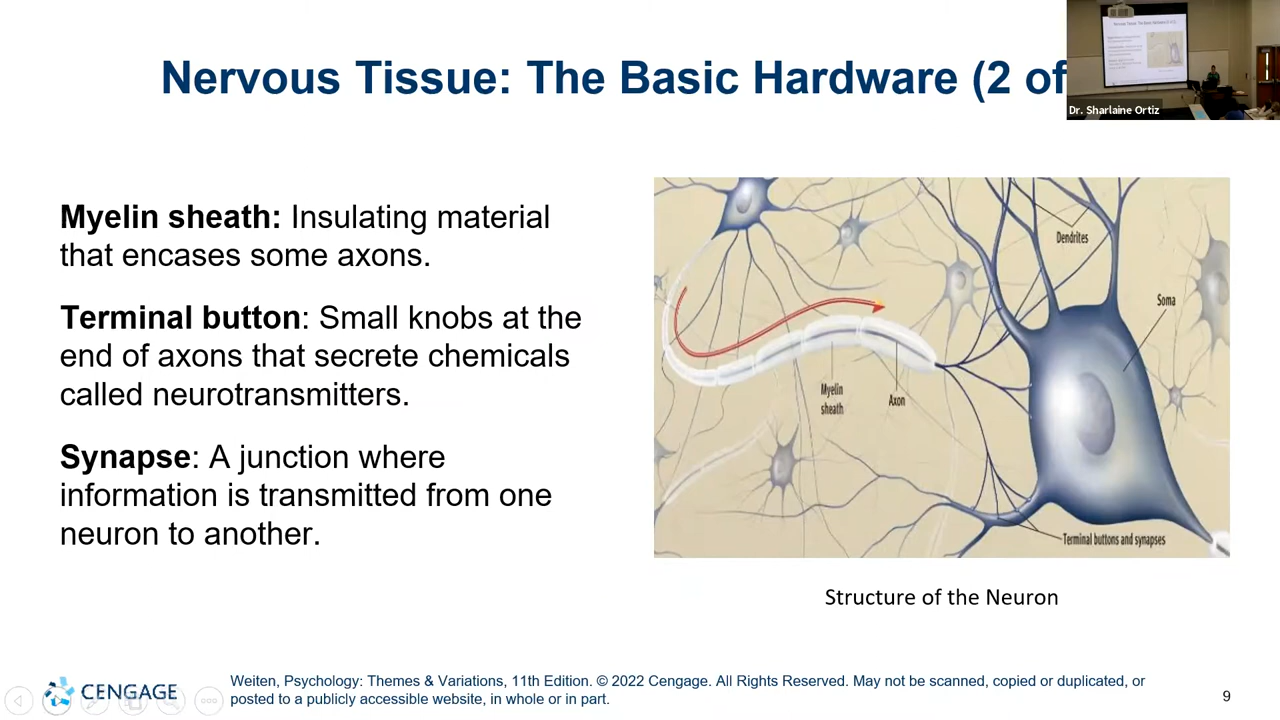 Nervous Tissue: The Basic Hardware (2 of
Dr. Sharlaine Ortiz
Myelin sheath: Insulating material
that encases some axons.
Terminal button: Small knobs at the
end of axons that secrete chemicals
called neurotransmitters.
Synapse: A junction where
information is transmitted from one
neuron to another.
Dendrites
Soma
Myelin
sheath
Axon
Terminal buttons and synapses
Structure of the Neuron
CENGAGE
Weiten, Psychology: Themes & Variations, 11th Edition. © 2022 Cengage. All Rights Reserved. May not be scanned, copied or duplicated, or
posted to a publicly accessible website, in whole or in part.
9